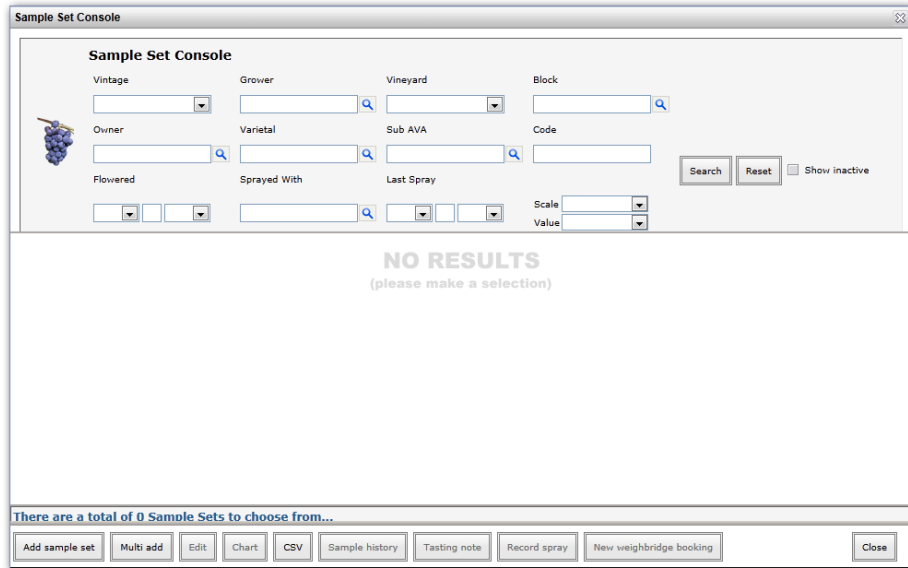 Sample Set Console
Sample Set Console
Vintage Grower Vineyard Block
Owner Varietal Sub AVA Code
Search Reset Show inactive
Flowered Sprayed With Last Spray
Scale
Value
NO RESULTS
(please make a selection)
There are a total of 0 Sample Sets to choose from...
Add sample set Multi add Edit Chart CSV Sample history Tasting note Record spray New weighbridge booking Close